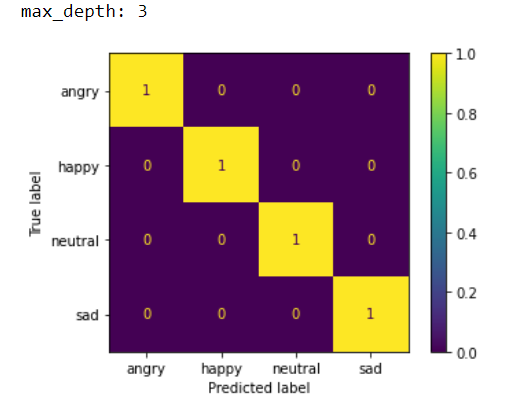 max_depth: 3
1.0
angry 1 0 0 0
0.8
happy 0 1 0 0
0.6
True label
0.4
neutral 0 0 1 0
0.2
sad 0 0 0 1
0.0
angry happy neutral sad
Predicted label